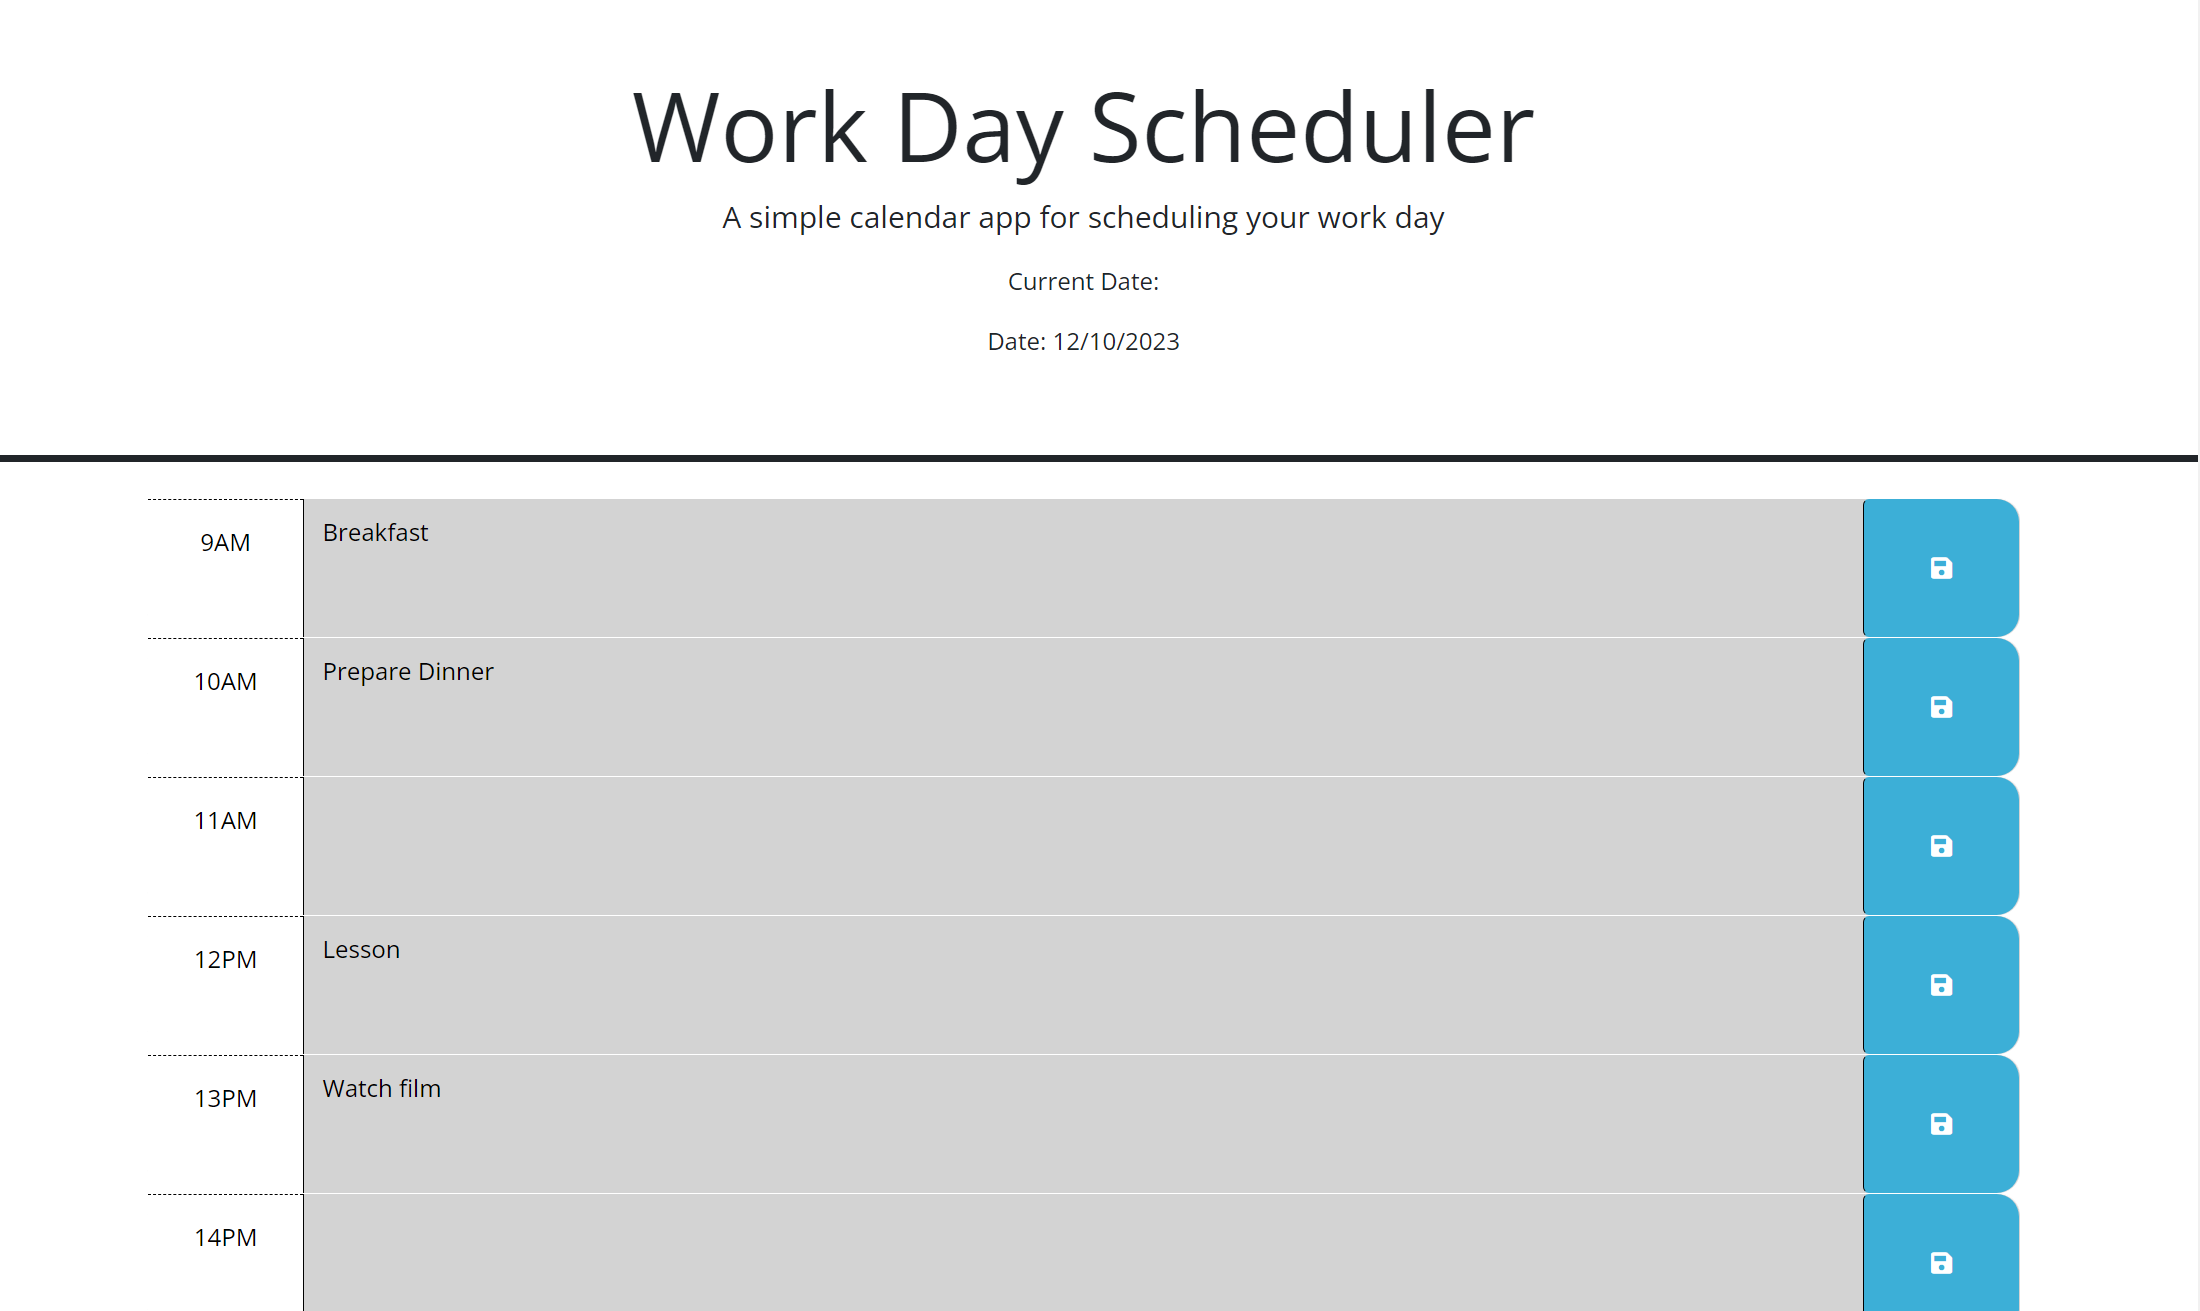 Work Day Scheduler
A simple calendar app for scheduling your work day
Current Date:
Date: 12/10/2023
9AM
Breakfast
10AM
Prepare Dinner
11AM
12PM
Lesson
13PM
Watch film
14PM